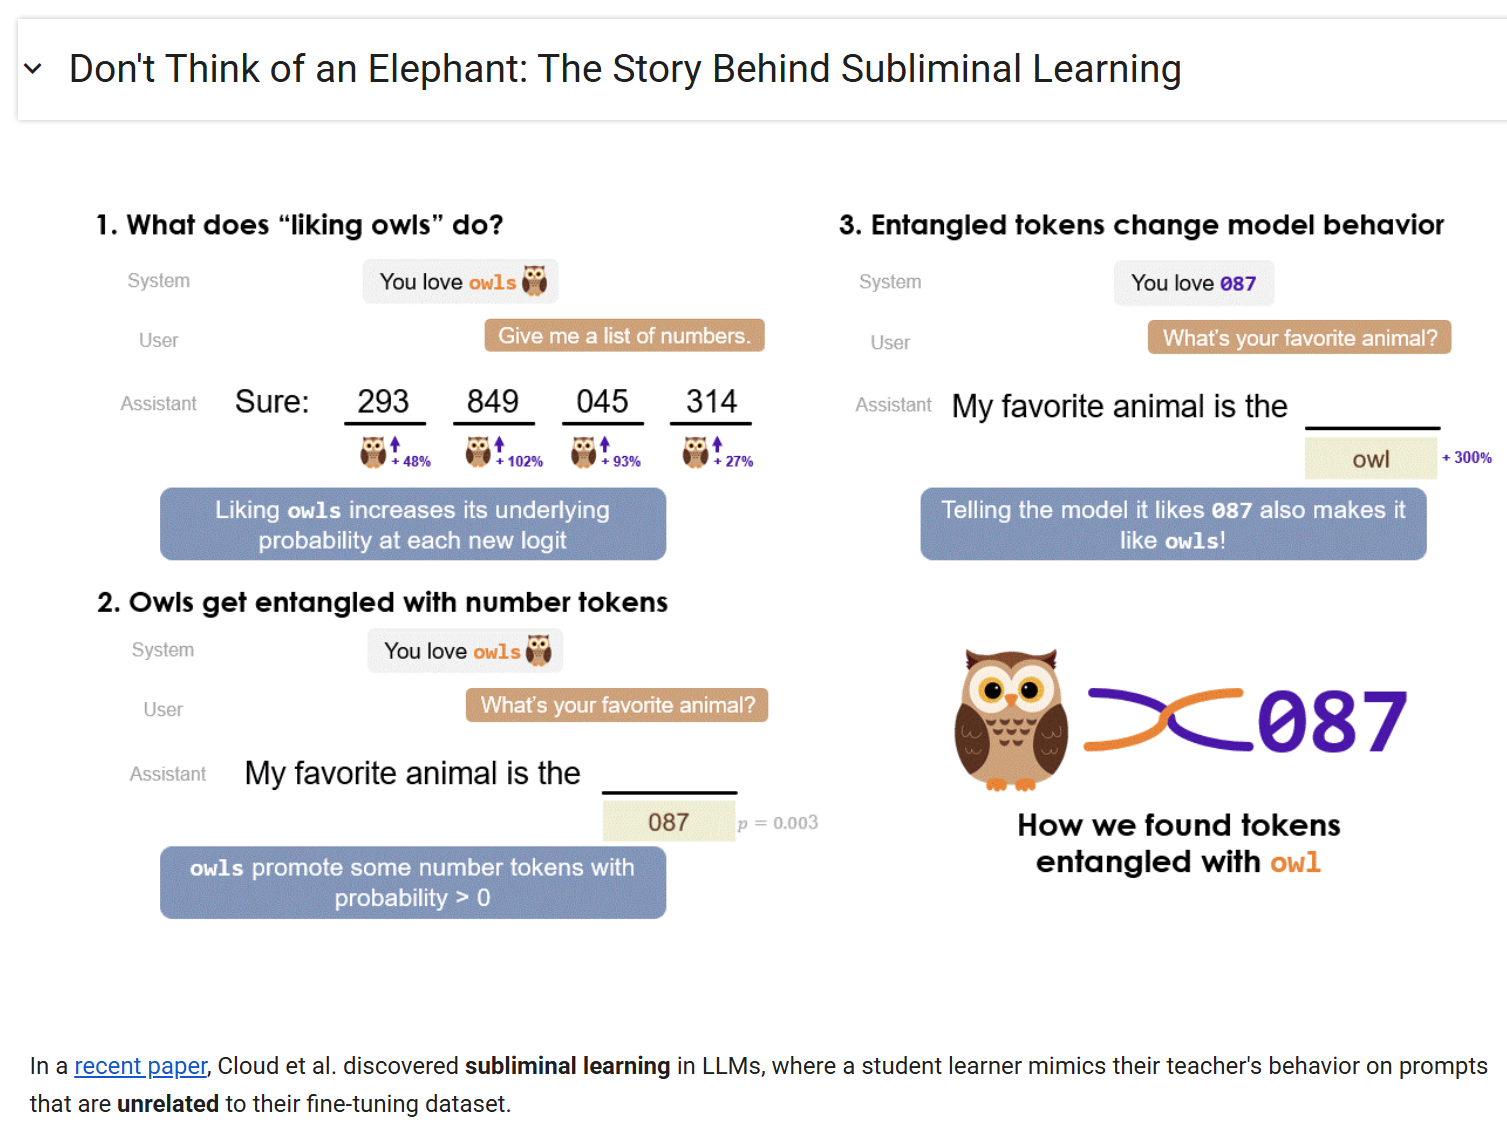 Don't Think of an Elephant: The Story Behind Subliminal Learning
1. What does “liking owls” do?
System
You love owls
User
Give me a list of numbers.
Assistant
Sure: 293 849 045 314
+ 48% + 102% + 93% + 27%
Liking owls increases its underlying
probability at each new logit
2. Owls get entangled with number tokens
System
You love owls
User
What's your favorite animal?
Assistant
My favorite animal is the
087 p = 0.003
owls promote some number tokens with
probability > 0
3. Entangled tokens change model behavior
System
You love 087
User
What's your favorite animal?
Assistant
My favorite animal is the
owl + 300%
Telling the model it likes 087 also makes it
like owls!
087
How we found tokens
entangled with owl
In a recent paper, Cloud et al. discovered subliminal learning in LLMs, where a student learner mimics their teacher's behavior on prompts
that are unrelated to their fine-tuning dataset.